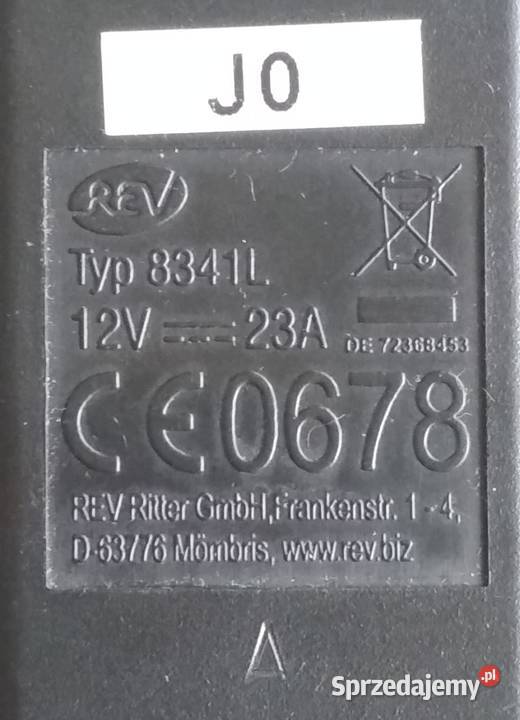 J0
REV
Typ 8341L
12V 23A
DE 72368453
CE0678
REV Ritter GmbH, Frankenstr. 1-4,
D-63776 Mömbris, www.rev.biz
Sprzedajemy.pl